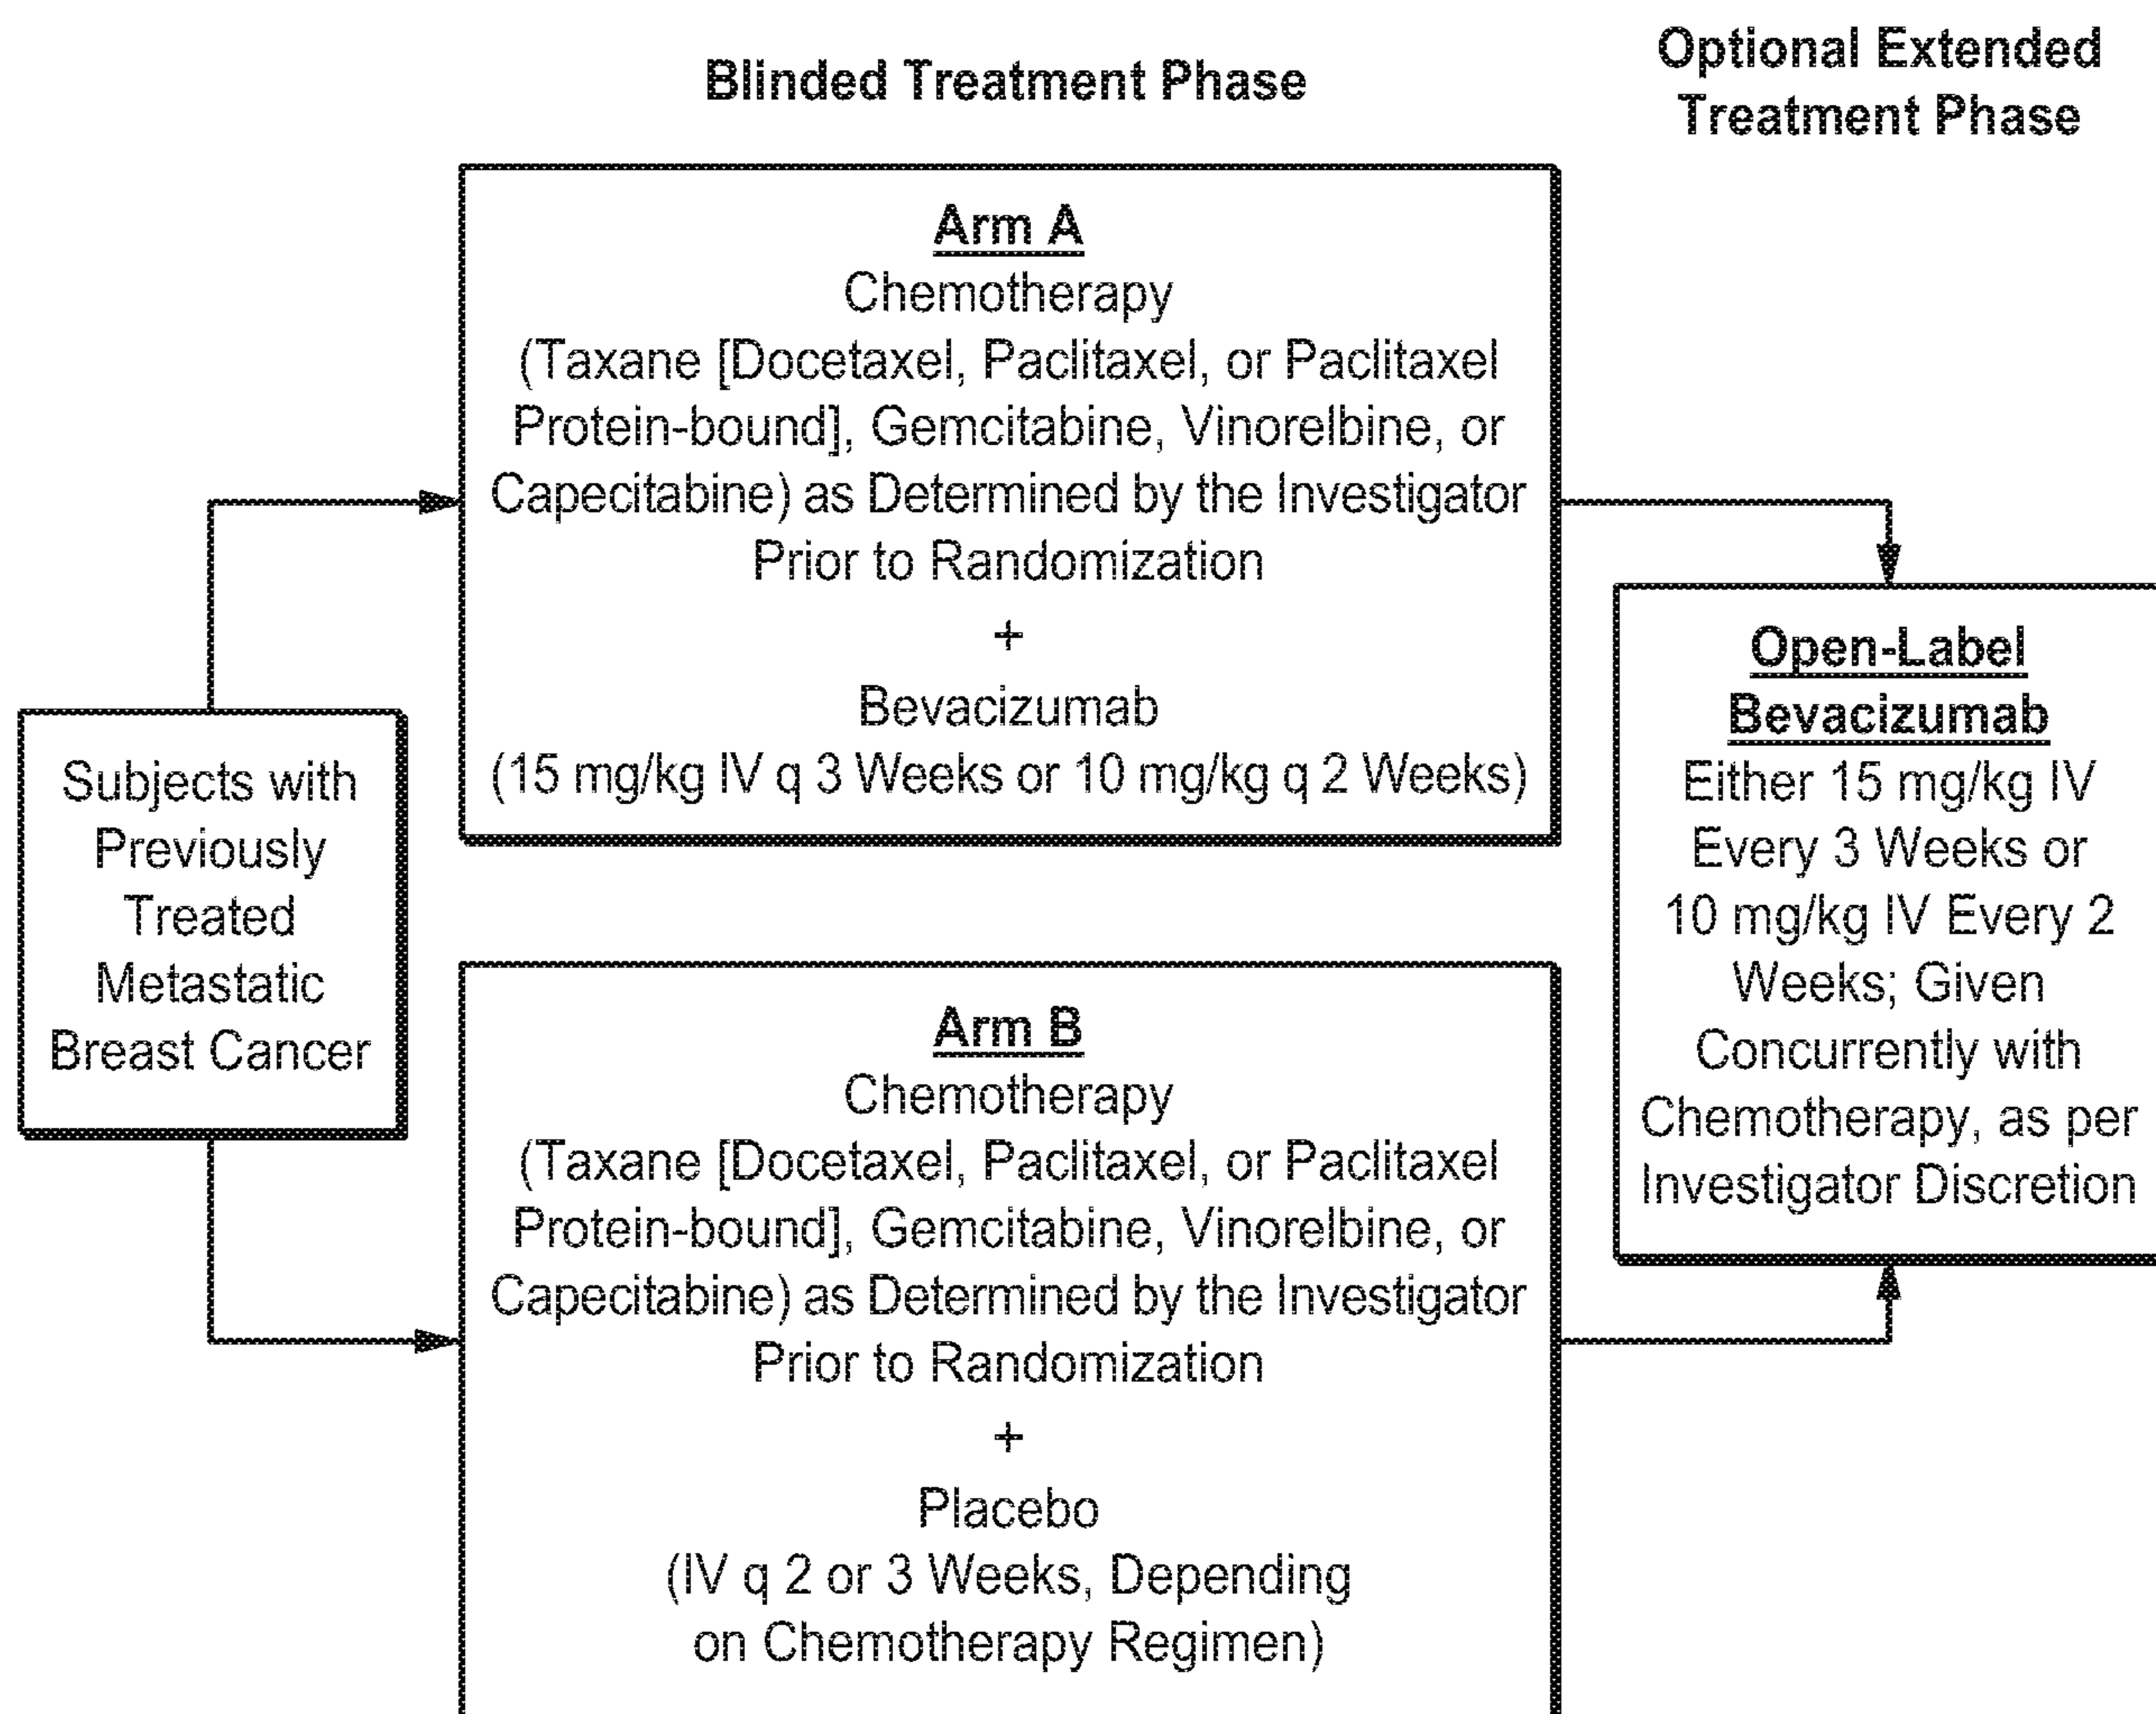 Blinded Treatment Phase
Optional Extended
Treatment Phase
Subjects with
Previously
Treated
Metastatic
Breast Cancer
Arm A
Chemotherapy
(Taxane [Docetaxel, Paclitaxel, or Paclitaxel
Protein-bound], Gemcitabine, Vinorelbine, or
Capecitabine) as Determined by the Investigator
Prior to Randomization
+
Bevacizumab
(15 mg/kg IV q 3 Weeks or 10 mg/kg q 2 Weeks)
Arm B
Chemotherapy
(Taxane [Docetaxel, Paclitaxel, or Paclitaxel
Protein-bound], Gemcitabine, Vinorelbine, or
Capecitabine) as Determined by the Investigator
Prior to Randomization
+
Placebo
(IV q 2 or 3 Weeks, Depending
on Chemotherapy Regimen)
Open-Label
Bevacizumab
Either 15 mg/kg IV
Every 3 Weeks or
10 mg/kg IV Every 2
Weeks; Given
Concurrently with
Chemotherapy, as per
Investigator Discretion